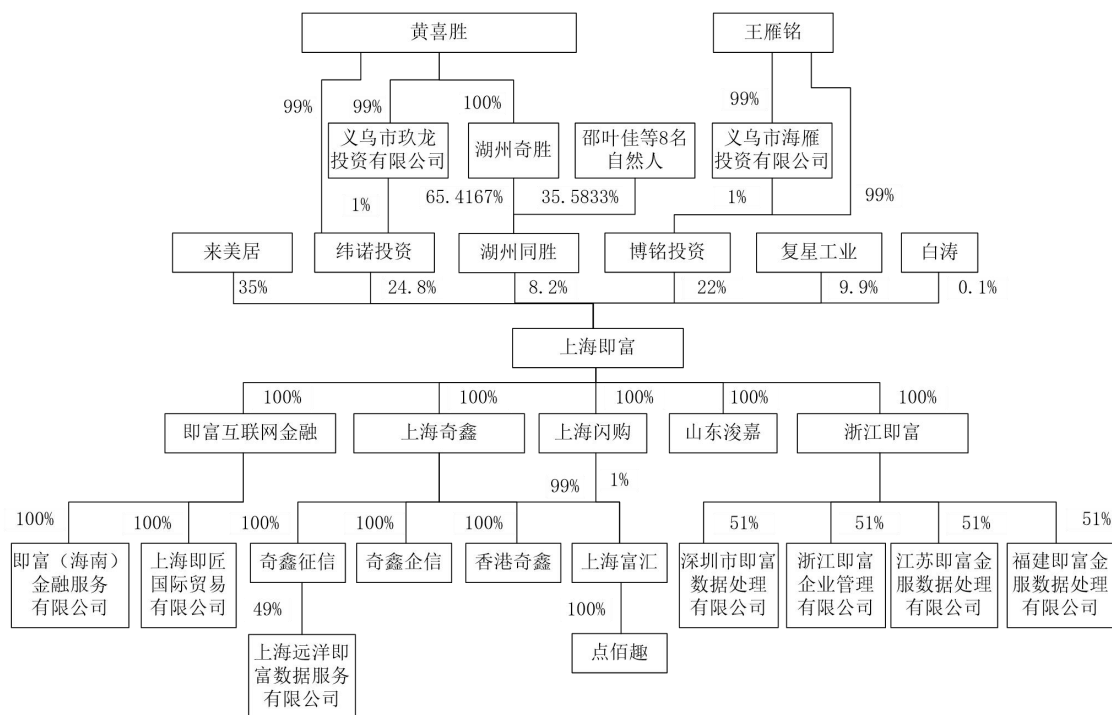 黄喜胜
王雁铭
99%
99%
100%
99%
义乌市玖龙
投资有限公司
湖州奇胜
邵叶佳等8名
自然人
义乌市海雁
投资有限公司
1%
65.4167%
35.5833%
1%
99%
来美居
纬诺投资
湖州同胜
博铭投资
复星工业
白涛
35%
24.8%
8.2%
22%
9.9%
0.1%
上海即富
100%
100%
100%
100%
100%
即富互联网金融
上海奇鑫
上海闪购
山东浚嘉
浙江即富
99%
1%
100%
100%
100%
100%
100%
51%
51%
51%
51%
即富（海南）
金融服务
有限公司
上海即匠
国际贸易
有限公司
奇鑫征信
奇鑫企信
香港奇鑫
上海富汇
深圳市即富
数据处理
有限公司
浙江即富
企业管理
有限公司
江苏即富金
服数据处理
有限公司
福建即富金
服数据处理
有限公司
49%
100%
上海远洋即
富数据服务
有限公司
点佰趣